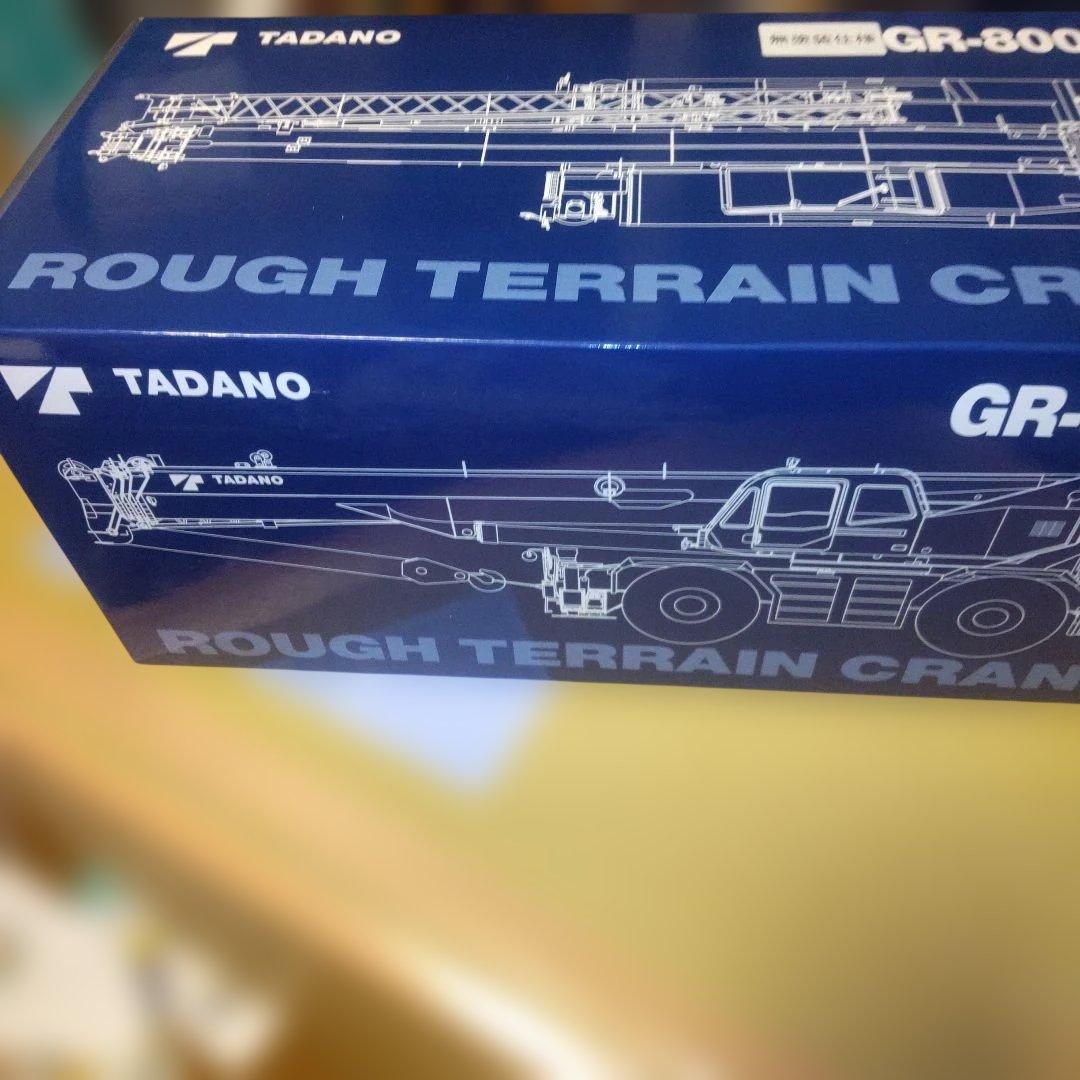 TADANO
GR-800
ROUGH TERRAIN CR
TADANO
GR-
TADANO
ROUGH TERRAIN CRAN